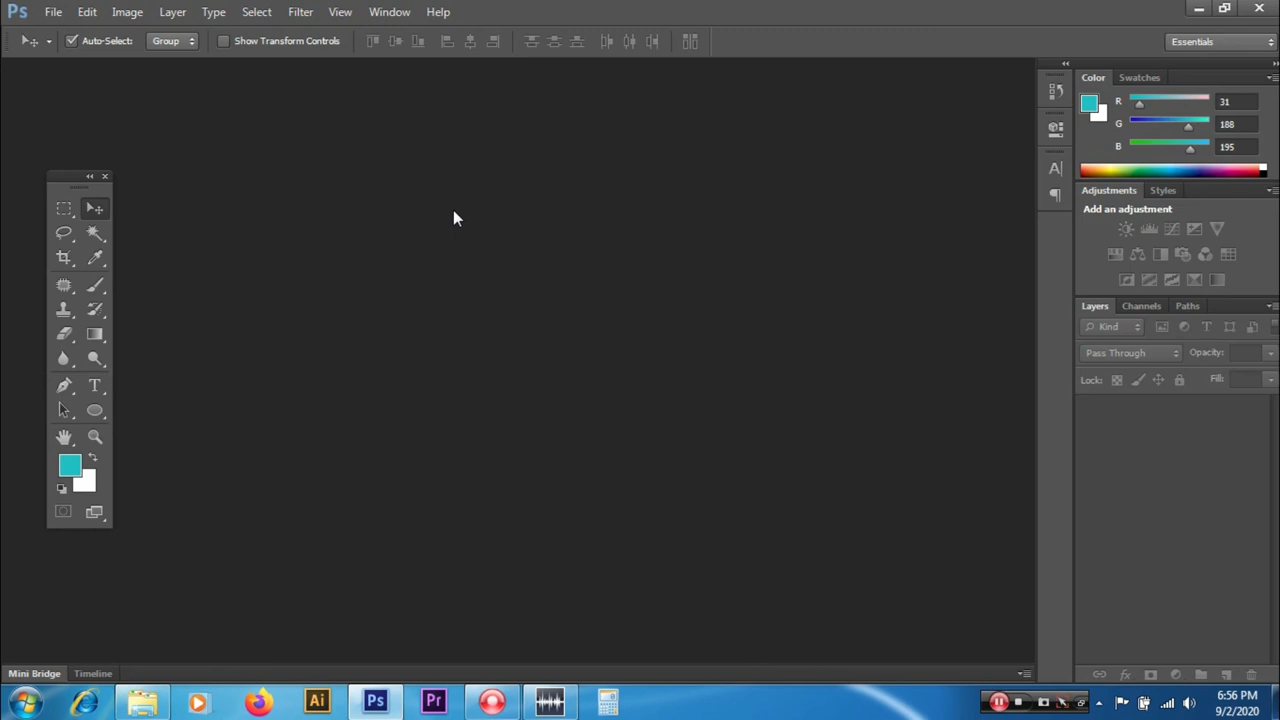 Ps File Edit Image Layer Type Select Filter View Window Help
Auto-Select: Group Show Transform Controls Essentials
Color Swatches
R 31
G 188
B 195
Adjustments Styles
Add an adjustment
Layers Channels Paths
Kind T
Pass Through Opacity:
Lock: Fill:
A
T
Mini Bridge Timeline
Ai Ps Pr
6:56 PM
9/2/2020